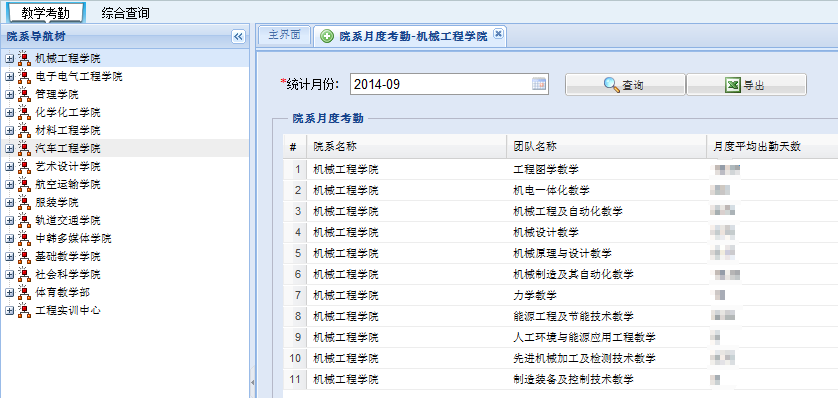 教学考勤 综合查询
院系导航树
机械工程学院
电子电气工程学院
管理学院
化学化工学院
材料工程学院
汽车工程学院
艺术设计学院
航空运输学院
服装学院
轨道交通学院
中韩多媒体学院
基础教学学院
社会科学学院
体育教学部
工程实训中心
主界面 院系月度考勤-机械工程学院
*统计月份: 2014-09 查询 导出
院系月度考勤
# 院系名称 团队名称 月度平均出勤天数
1 机械工程学院 工程图学教学
2 机械工程学院 机电一体化教学
3 机械工程学院 机械工程及自动化教学
4 机械工程学院 机械设计教学
5 机械工程学院 机械原理与设计教学
6 机械工程学院 机械制造及其自动化教学
7 机械工程学院 力学教学
8 机械工程学院 能源工程及节能技术教学
9 机械工程学院 人工环境与能源应用工程教学
10 机械工程学院 先进机械加工及检测技术教学
11 机械工程学院 制造装备及控制技术教学